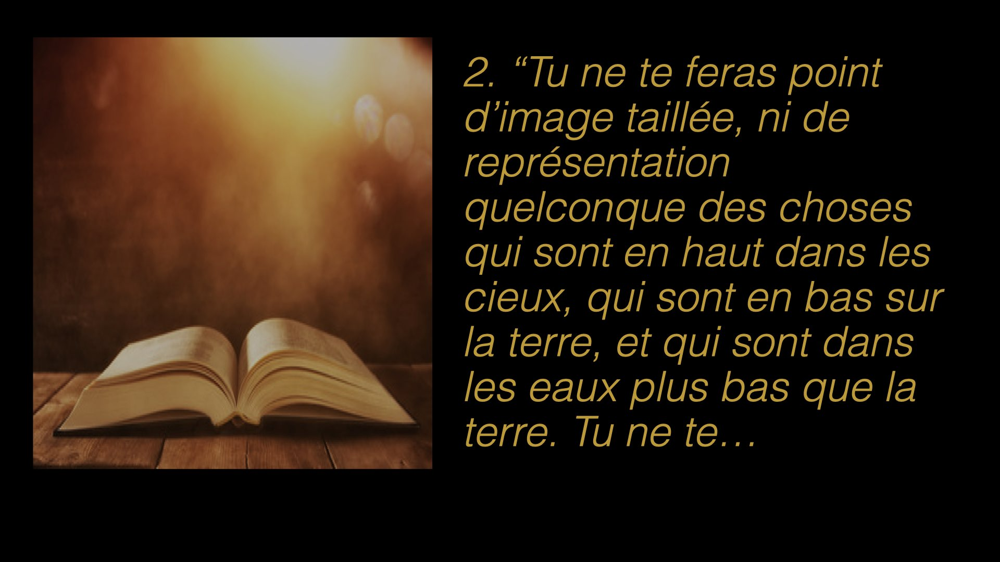 2. “Tu ne te feras point
d’image taillée, ni de
représentation
quelconque des choses
qui sont en haut dans les
cieux, qui sont en bas sur
la terre, et qui sont dans
les eaux plus bas que la
terre. Tu ne te…